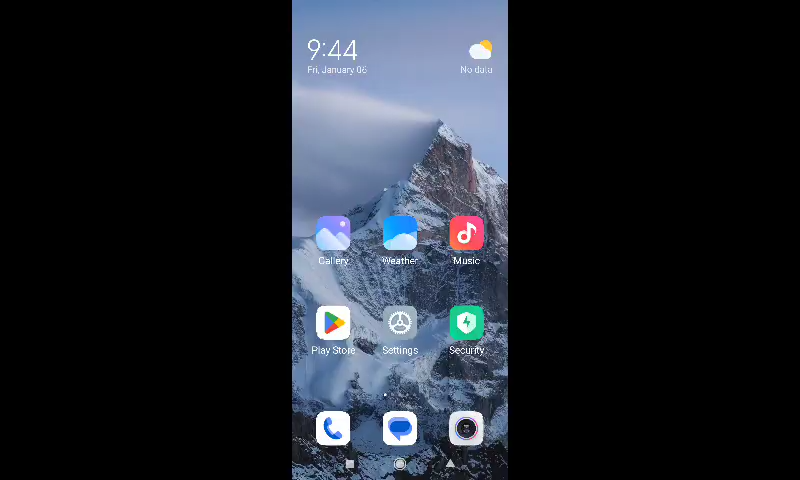 9:44
Fri, January 06
No data
Gallery
Weather
Music
Play Store
Settings
Security